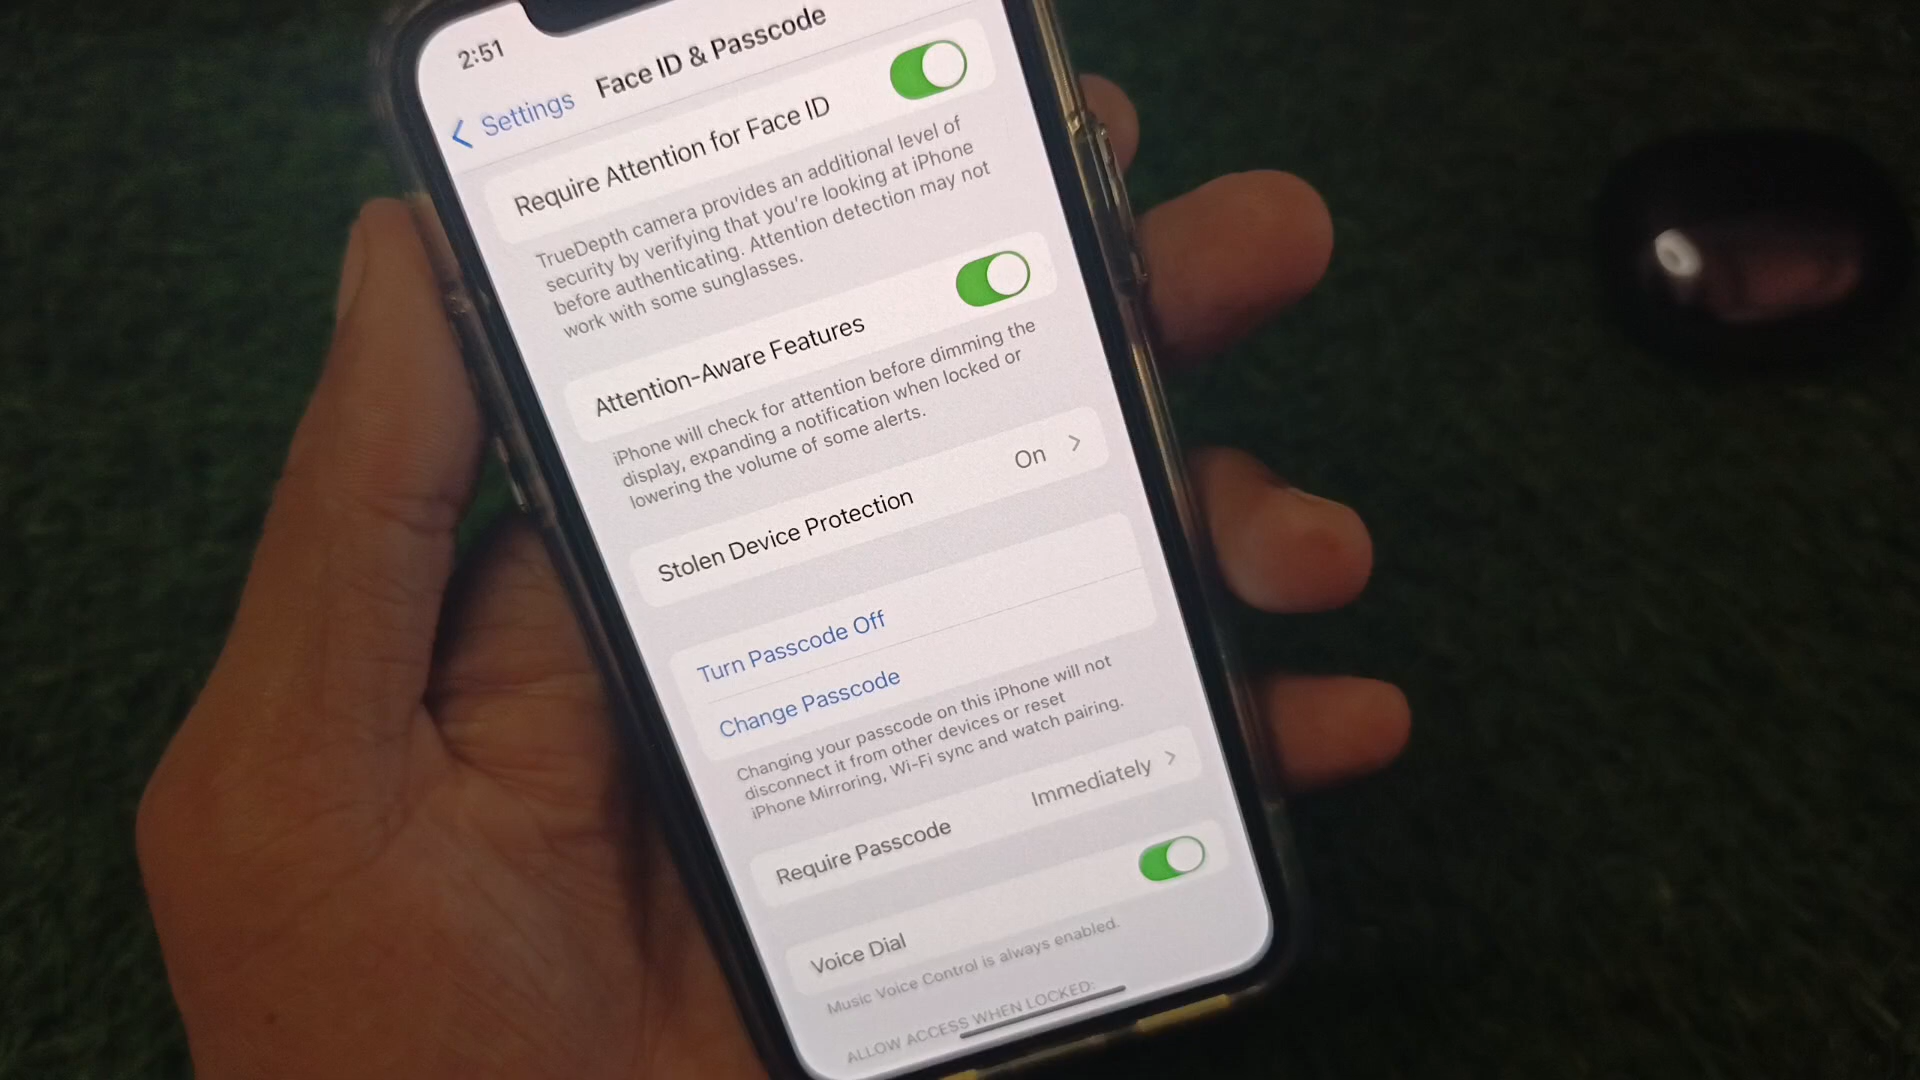 2:51
Settings
Face ID & Passcode
Require Attention for Face ID
TrueDepth camera provides an additional level of
security by verifying that you're looking at iPhone
before authenticating. Attention detection may not
work with some sunglasses.
Attention-Aware Features
iPhone will check for attention before dimming the
display, expanding a notification when locked or
lowering the volume of some alerts.
Stolen Device Protection On
Turn Passcode Off
Change Passcode
Changing your passcode on this iPhone will not
disconnect it from other devices or reset
iPhone Mirroring, Wi-Fi sync and watch pairing.
Require Passcode Immediately
Voice Dial
Music Voice Control is always enabled.
ALLOW ACCESS WHEN LOCKED: